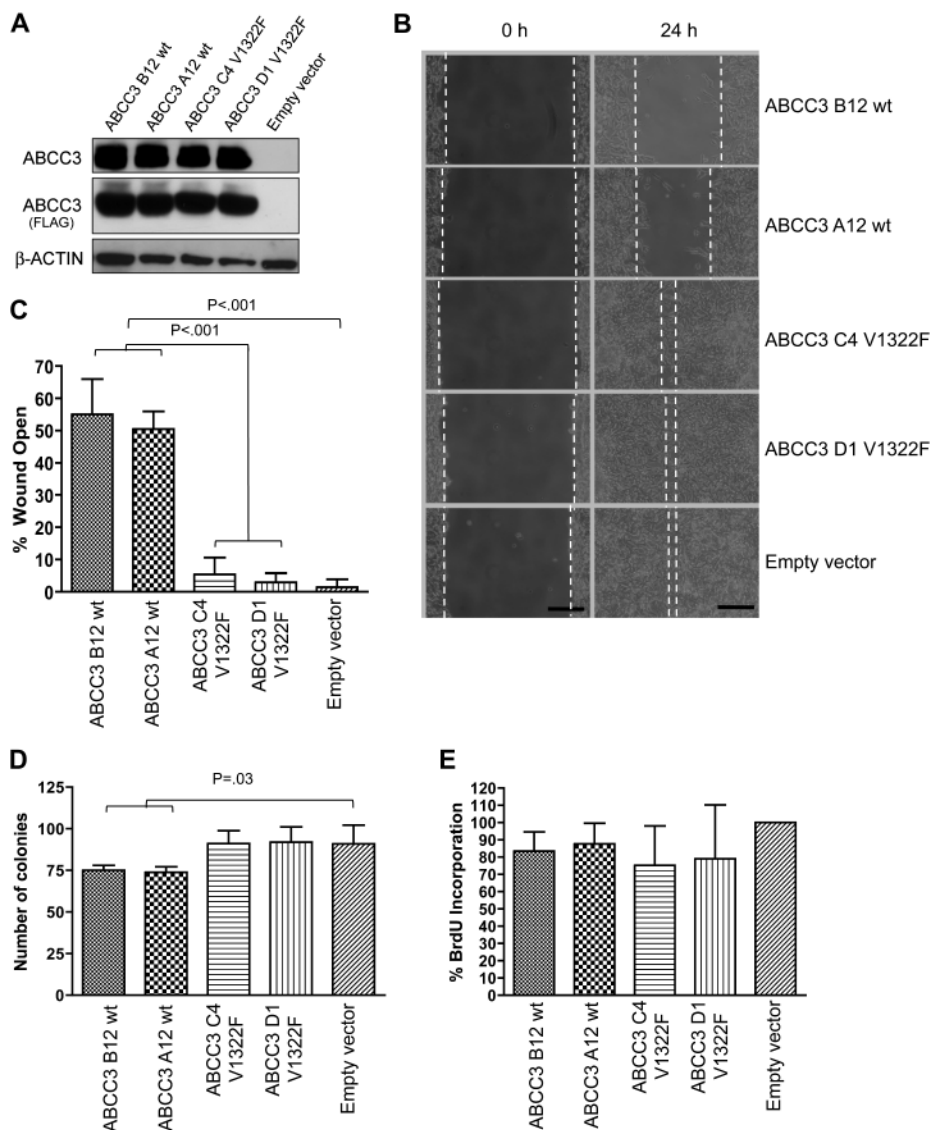 A
ABCC3 B12 wt
ABCC3 A12 wt
ABCC3 C4 V1322F
ABCC3 D1 V1322F
Empty vector
ABCC3
ABCC3
(FLAG)
β-ACTIN
B
0 h
24 h
ABCC3 B12 wt
ABCC3 A12 wt
ABCC3 C4 V1322F
ABCC3 D1 V1322F
Empty vector
C
P<.001
P<.001
% Wound Open
70
60
50
40
30
20
10
0
ABCC3 B12 wt
ABCC3 A12 wt
ABCC3 C4
V1322F
ABCC3 D1
V1322F
Empty vector
D
P=.03
Number of colonies
125
100
75
50
25
0
ABCC3 B12 wt
ABCC3 A12 wt
ABCC3 C4
V1322F
ABCC3 D1
V1322F
Empty vector
E
% BrdU Incorporation
120
110
100
90
80
70
60
50
40
30
20
10
0
ABCC3 B12 wt
ABCC3 A12 wt
ABCC3 C4
V1322F
ABCC3 D1
V1322F
Empty vector